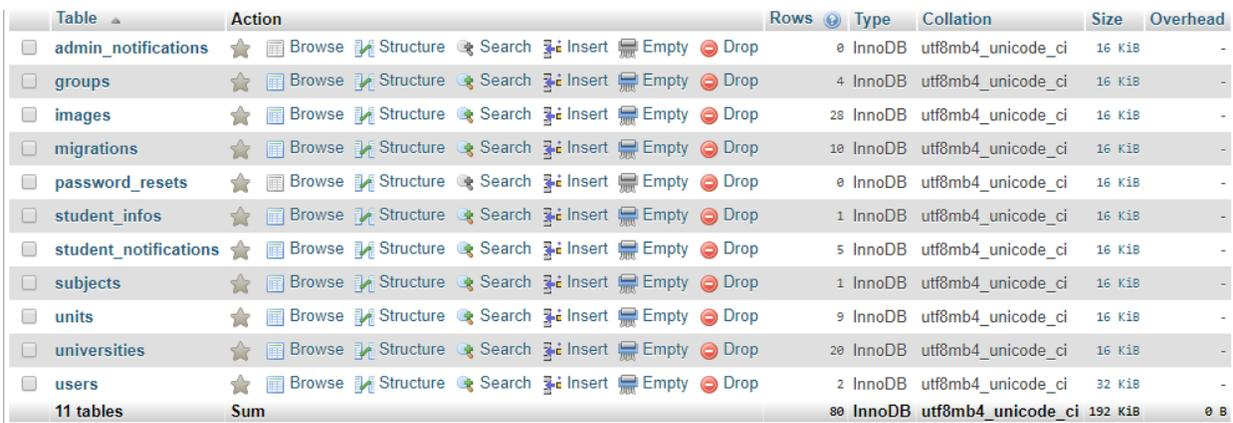 Table Action Rows Type Collation Size Overhead
admin_notifications Browse Structure Search Insert Empty Drop 0 InnoDB utf8mb4_unicode_ci 16 KiB -
groups Browse Structure Search Insert Empty Drop 4 InnoDB utf8mb4_unicode_ci 16 KiB -
images Browse Structure Search Insert Empty Drop 28 InnoDB utf8mb4_unicode_ci 16 KiB -
migrations Browse Structure Search Insert Empty Drop 10 InnoDB utf8mb4_unicode_ci 16 KiB -
password_resets Browse Structure Search Insert Empty Drop 0 InnoDB utf8mb4_unicode_ci 16 KiB -
student_infos Browse Structure Search Insert Empty Drop 1 InnoDB utf8mb4_unicode_ci 16 KiB -
student_notifications Browse Structure Search Insert Empty Drop 5 InnoDB utf8mb4_unicode_ci 16 KiB -
subjects Browse Structure Search Insert Empty Drop 1 InnoDB utf8mb4_unicode_ci 16 KiB -
units Browse Structure Search Insert Empty Drop 9 InnoDB utf8mb4_unicode_ci 16 KiB -
universities Browse Structure Search Insert Empty Drop 20 InnoDB utf8mb4_unicode_ci 16 KiB -
users Browse Structure Search Insert Empty Drop 2 InnoDB utf8mb4_unicode_ci 32 KiB -
11 tables Sum 80 InnoDB utf8mb4_unicode_ci 192 KiB 0 B